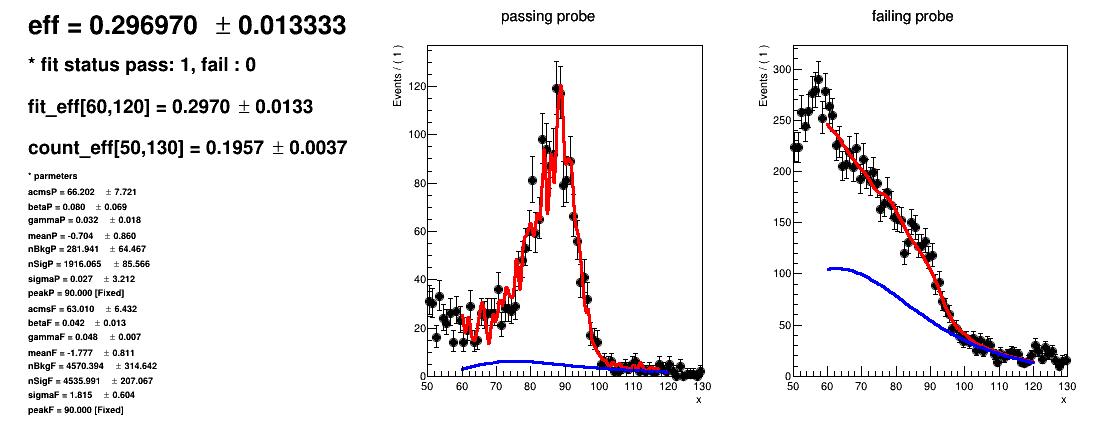 eff = 0.296970 ± 0.013333
* fit status pass: 1, fail : 0
fit_eff[60,120] = 0.2970 ± 0.0133
count_eff[50,130] = 0.1957 ± 0.0037
* parmeters
acmsP = 66.202 ± 7.721
betaP = 0.080 ± 0.069
gammaP = 0.032 ± 0.018
meanP = -0.704 ± 0.860
nBkgP = 281.941 ± 64.467
nSigP = 1916.065 ± 85.566
sigmaP = 0.027 ± 3.212
peakP = 90.000 [Fixed]
acmsF = 63.010 ± 6.432
betaF = 0.042 ± 0.013
gammaF = 0.048 ± 0.007
meanF = -1.777 ± 0.811
nBkgF = 4570.394 ± 314.642
nSigF = 4535.991 ± 207.067
sigmaF = 1.815 ± 0.604
peakF = 90.000 [Fixed]
passing probe
Events / ( 1 )
120
100
80
60
40
20
0
50 60 70 80 90 100 110 120 130
x
failing probe
Events / ( 1 )
300
250
200
150
100
50
0
50 60 70 80 90 100 110 120 130
x